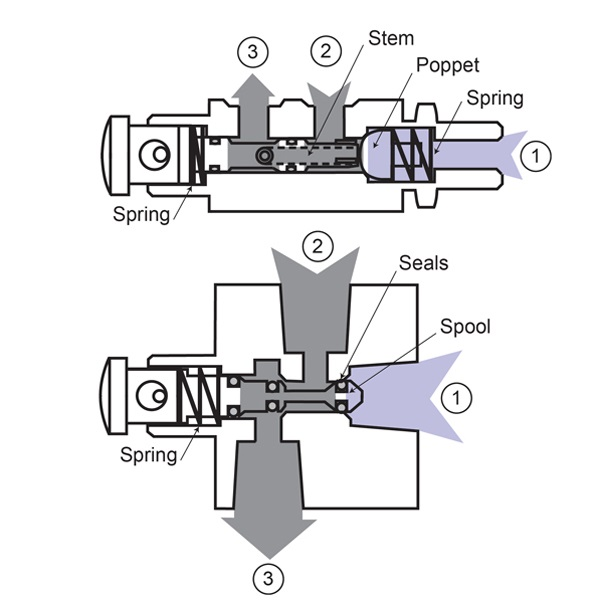 3
2
Stem
Poppet
Spring
1
Spring
2
Seals
Spool
1
Spring
3